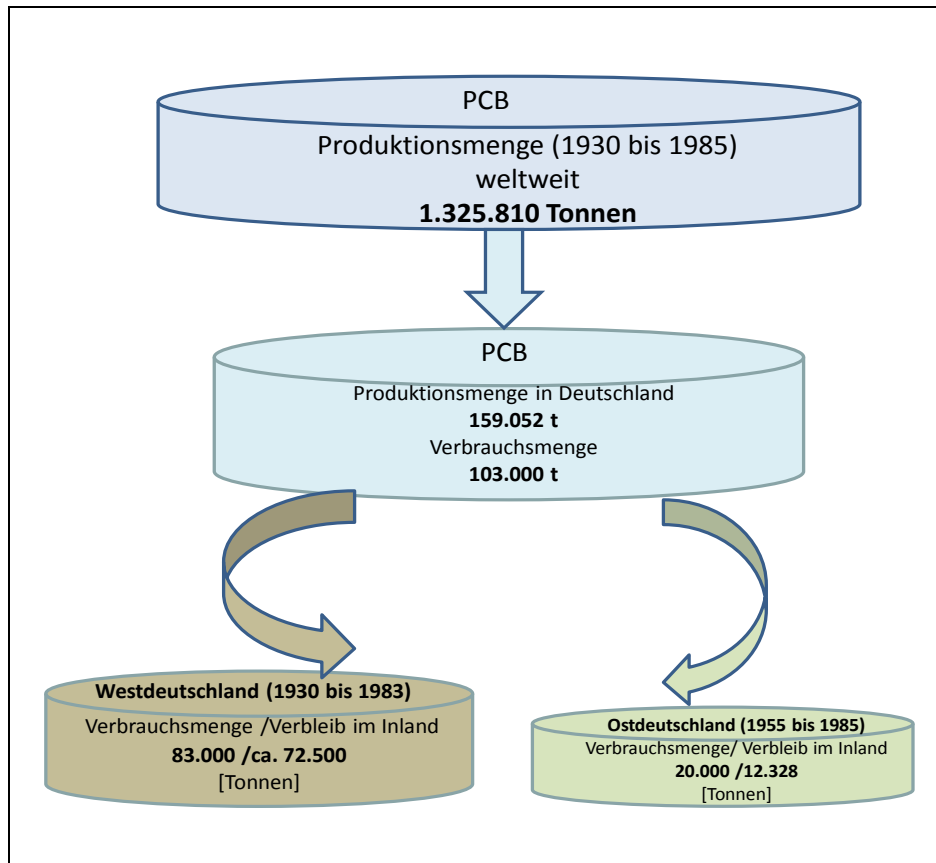 PCB
Produktionsmenge (1930 bis 1985)
weltweit
1.325.810 Tonnen
PCB
Produktionsmenge in Deutschland
159.052 t
Verbrauchsmenge
103.000 t
Westdeutschland (1930 bis 1983)
Verbrauchsmenge /Verbleib im Inland
83.000 /ca. 72.500
[Tonnen]
Ostdeutschland (1955 bis 1985)
Verbrauchsmenge/ Verbleib im Inland
20.000 /12.328
[Tonnen]